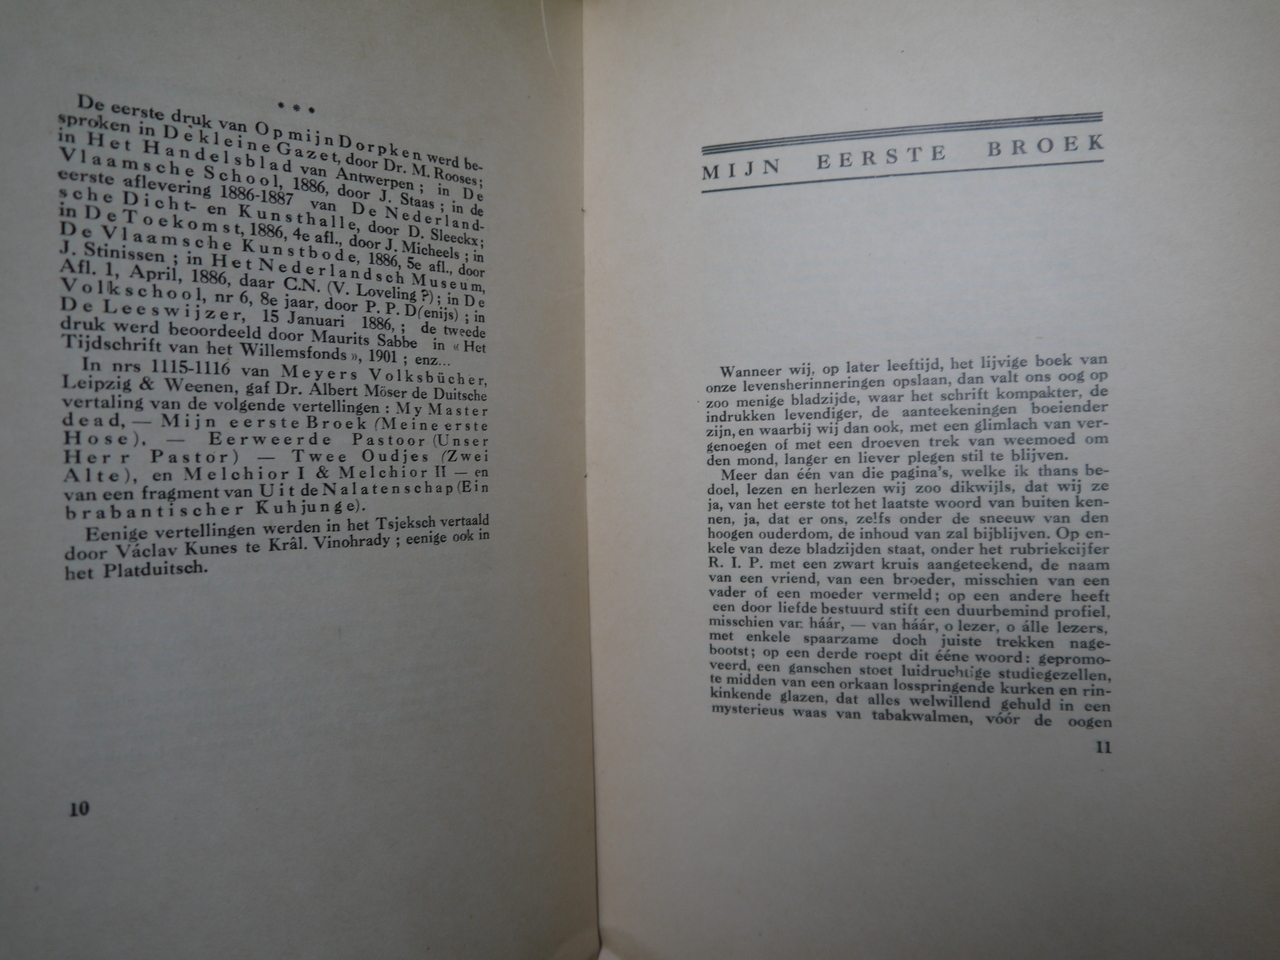 * * *
De eerste druk van Op mijn Dorpken werd be-
sproken in De kleine Gazet, door Dr. M. Rooses;
in Het Handelsblad van Antwerpen; in De
Vlaamsche School, 1886, door J. Staas; in de
eerste aflevering 1886-1887 van De Nederland-
sche Dicht- en Kunsthalle, door D. Sleeckx;
in De Toekomst, 1886, 4e afl., door J. Micheels; in
De Vlaamsche Kunstbode, 1886, 5e afl., door
J. Stinissen; in Het Nederlandsch Museum,
Afl. 1, April, 1886, daar C.N. (V. Loveling?); in De
Volkschool, nr 6, 8e jaar, door P. P. D(enijs); in
De Leeswijzer, 15 Januari 1886,; de tweede
druk werd beoordeeld door Maurits Sabbe in « Het
Tijdschrift van het Willemsfonds », 1901; enz...
In nrs 1115-1116 van Meyers Volksbücher,
Leipzig & Weenen, gaf Dr. Albert Möser de Duitsche
vertaling van de volgende vertellingen: My Master
dead, — Mijn eerste Broek (Meine erste
Hose), — Eerweerde Pastoor (Unser
Herr Pastor) — Twee Oudjes (Zwei
Alte), en Melchior I & Melchior II — en
van een fragment van Uit de Nalatenschap (Ein
brabantischer Kuhjunge).
Eenige vertellingen werden in het Tsjeksch vertaald
door Václav Kunes te Král. Vinohrady; eenige ook in
het Platduitsch.
10
MIJN EERSTE BROEK
Wanneer wij, op later leeftijd, het lijvige boek van
onze levensherinneringen opslaan, dan valt ons oog op
zoo menige bladzijde, waar het schrift kompakter, de
indrukken levendiger, de aanteekeningen boeiender
zijn, en waarbij wij dan ook, met een glimlach van ver-
genoegen of met een droeven trek van weemoed om
den mond, langer en liever plegen stil te blijven.
Meer dan één van die pagina's, welke ik thans be-
doel, lezen en herlezen wij zoo dikwijls, dat wij ze
ja, van het eerste tot het laatste woord van buiten ken-
nen, ja, dat er ons, zelfs onder de sneeuw van den
hoogen ouderdom, de inhoud van zal bijblijven. Op en-
kele van deze bladzijden staat, onder het rubriekcijfer
R. I. P. met een zwart kruis aangeteekend, de naam
van een vriend, van een broeder, misschien van een
vader of een moeder vermeld; op een andere heeft
een door liefde bestuurd stift een duurbemind profiel,
misschien van háár, — van háár, o lezer, o álle lezers,
met enkele spaarzame doch juiste trekken nage-
bootst; op een derde roept dit ééne woord: gepromo-
veerd, een ganschen stoet luidruchtige studiegezellen,
te midden van een orkaan losspringende kurken en rin-
kinkende glazen, dat alles welwillend gehuld in een
mysterieus waas van tabakwalmen, vóór de oogen
11